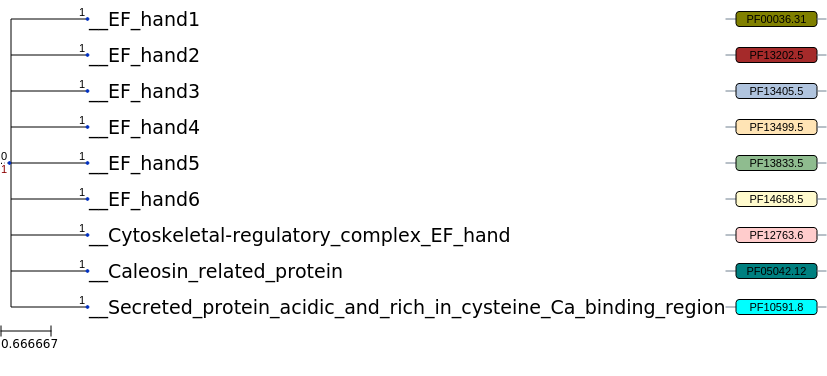 1 __EF_hand1 PF00036.31
1 __EF_hand2 PF13202.5
1 __EF_hand3 PF13405.5
1 __EF_hand4 PF13499.5
0
1 __EF_hand5 PF13833.5
1
1 __EF_hand6 PF14658.5
1 __Cytoskeletal-regulatory_complex_EF_hand PF12763.6
1 __Caleosin_related_protein PF05042.12
1 __Secreted_protein_acidic_and_rich_in_cysteine_Ca_binding_region PF10591.8
0.666667